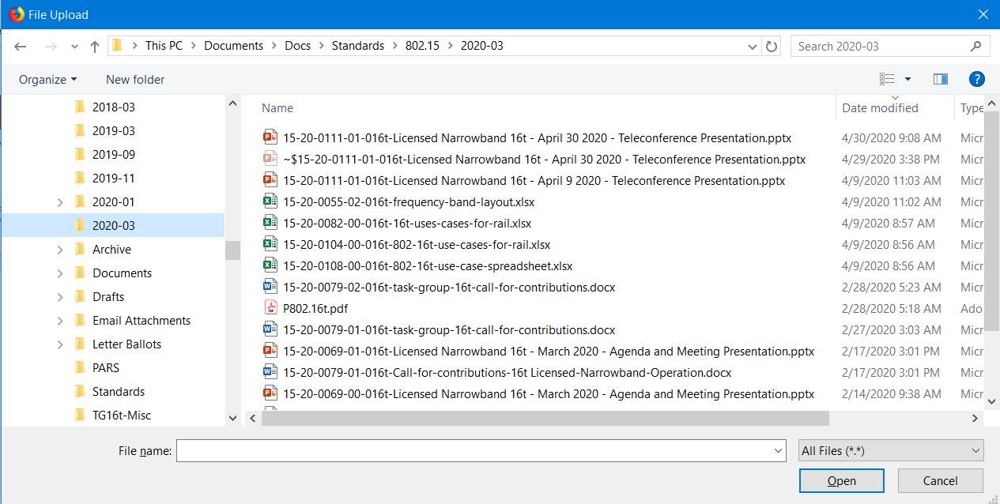 File Upload
This PC > Documents > Docs > Standards > 802.15 > 2020-03
Search 2020-03
Organize New folder
?
2018-03
2019-03
2019-09
2019-11
2020-01
2020-03
Archive
Documents
Drafts
Email Attachments
Letter Ballots
PARS
Standards
TG16t-Misc
Name Date modified Type
15-20-0111-01-016t-Licensed Narrowband 16t - April 30 2020 - Teleconference Presentation.pptx 4/30/2020 9:08 AM Micr
~$15-20-0111-01-016t-Licensed Narrowband 16t - April 30 2020 - Teleconference Presentation.pptx 4/29/2020 3:38 PM Micr
15-20-0111-01-016t-Licensed Narrowband 16t - April 9 2020 - Teleconference Presentation.pptx 4/9/2020 11:03 AM Micr
15-20-0055-02-016t-frequency-band-layout.xlsx 4/9/2020 11:02 AM Micr
15-20-0082-00-016t-16t-uses-cases-for-rail.xlsx 4/9/2020 8:57 AM Micr
15-20-0104-00-016t-802-16t-use-cases-for-rail.xlsx 4/9/2020 8:56 AM Micr
15-20-0108-00-016t-802-16t-use-case-spreadsheet.xlsx 4/9/2020 8:56 AM Micr
15-20-0079-02-016t-task-group-16t-call-for-contributions.docx 2/28/2020 5:23 AM Micr
P802.16t.pdf 2/28/2020 5:18 AM Ado
15-20-0079-01-016t-task-group-16t-call-for-contributions.docx 2/27/2020 3:03 AM Micr
15-20-0069-01-016t-Licensed Narrowband 16t - March 2020 - Agenda and Meeting Presentation.pptx 2/17/2020 3:01 PM Micr
15-20-0079-01-016t-Call-for-contributions-16t Licensed-Narrowband-Operation.docx 2/17/2020 3:01 PM Micr
15-20-0069-00-016t-Licensed Narrowband 16t - March 2020 - Agenda and Meeting Presentation.pptx 2/14/2020 9:38 AM Micr
File name:
All Files (*.*)
Open Cancel